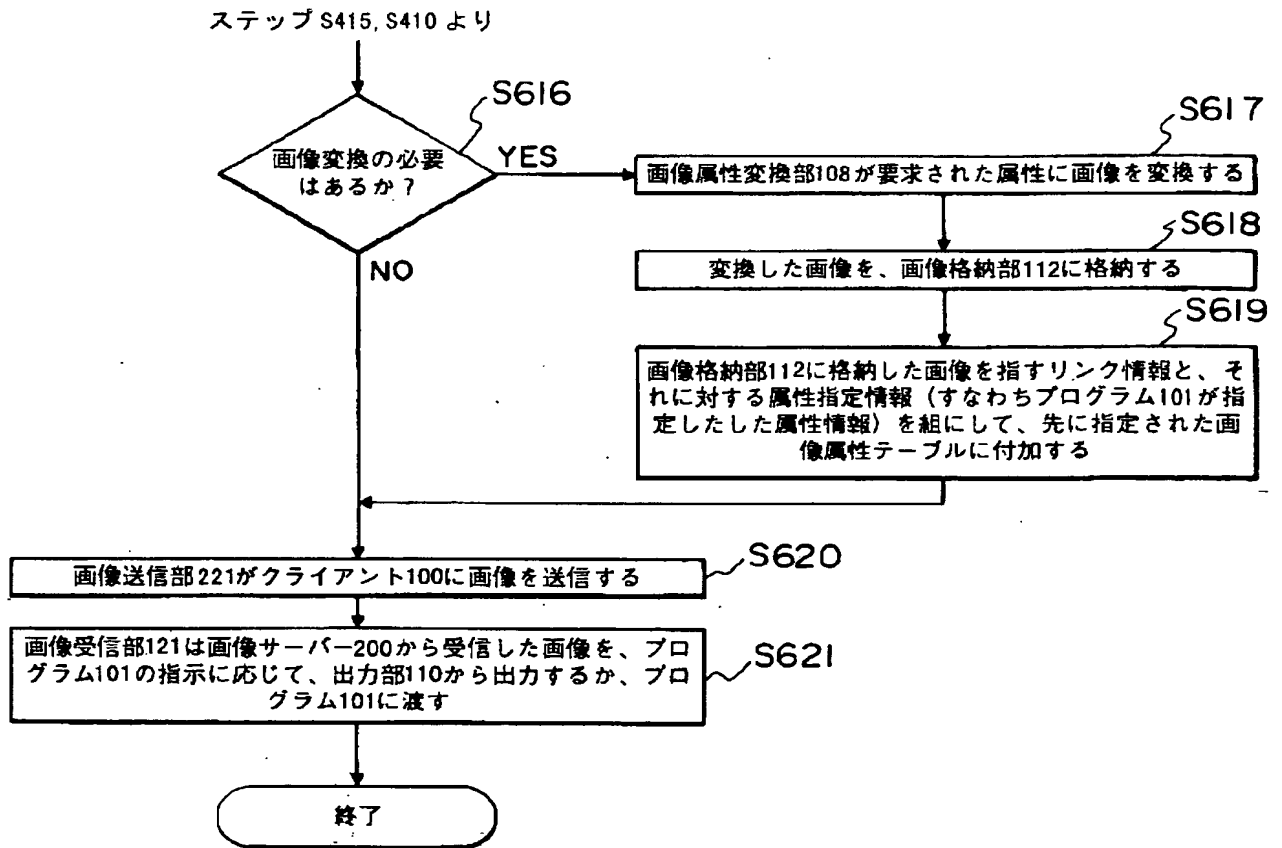 ステップS415, S410 より
S616
画像変換の必要
はあるか？
YES
NO
S617
画像属性変換部108が要求された属性に画像を変換する
S618
変換した画像を、画像格納部112に格納する
S619
画像格納部112に格納した画像を指すリンク情報と、そ
れに対する属性指定情報（すなわちプログラム101が指
定したした属性情報）を組にして、先に指定された画
像属性テーブルに付加する
S620
画像送信部221がクライアント100に画像を送信する
S621
画像受信部121は画像サーバー200から受信した画像を、プロ
グラム101の指示に応じて、出力部110から出力するか、プロ
グラム101に渡す
終了